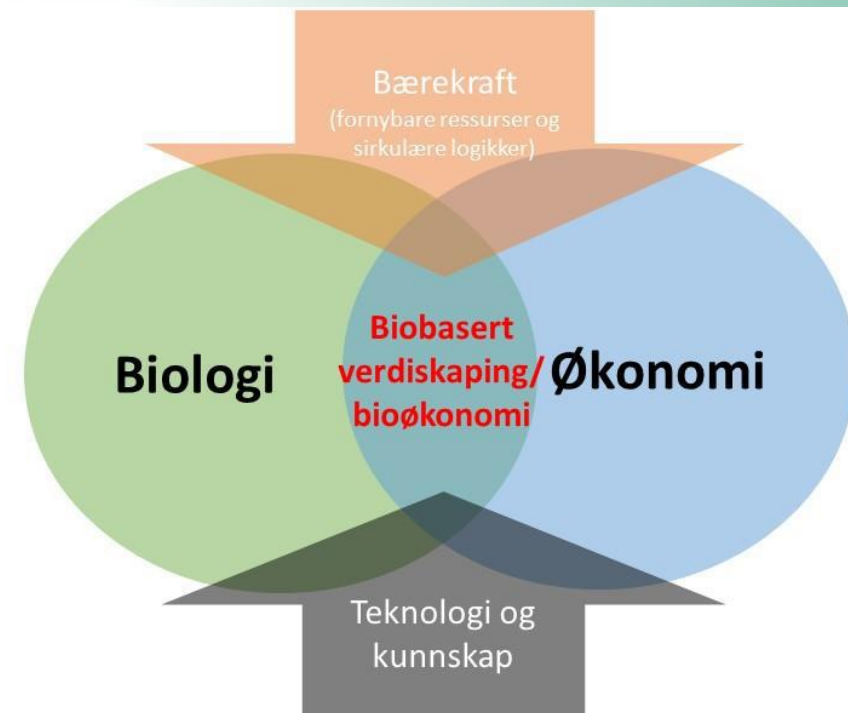 Bærekraft
(fornybare ressurser og
sirkulære logikker)
Biologi
Biobasert
verdiskaping/
bioøkonomi
Økonomi
Teknologi og
kunnskap